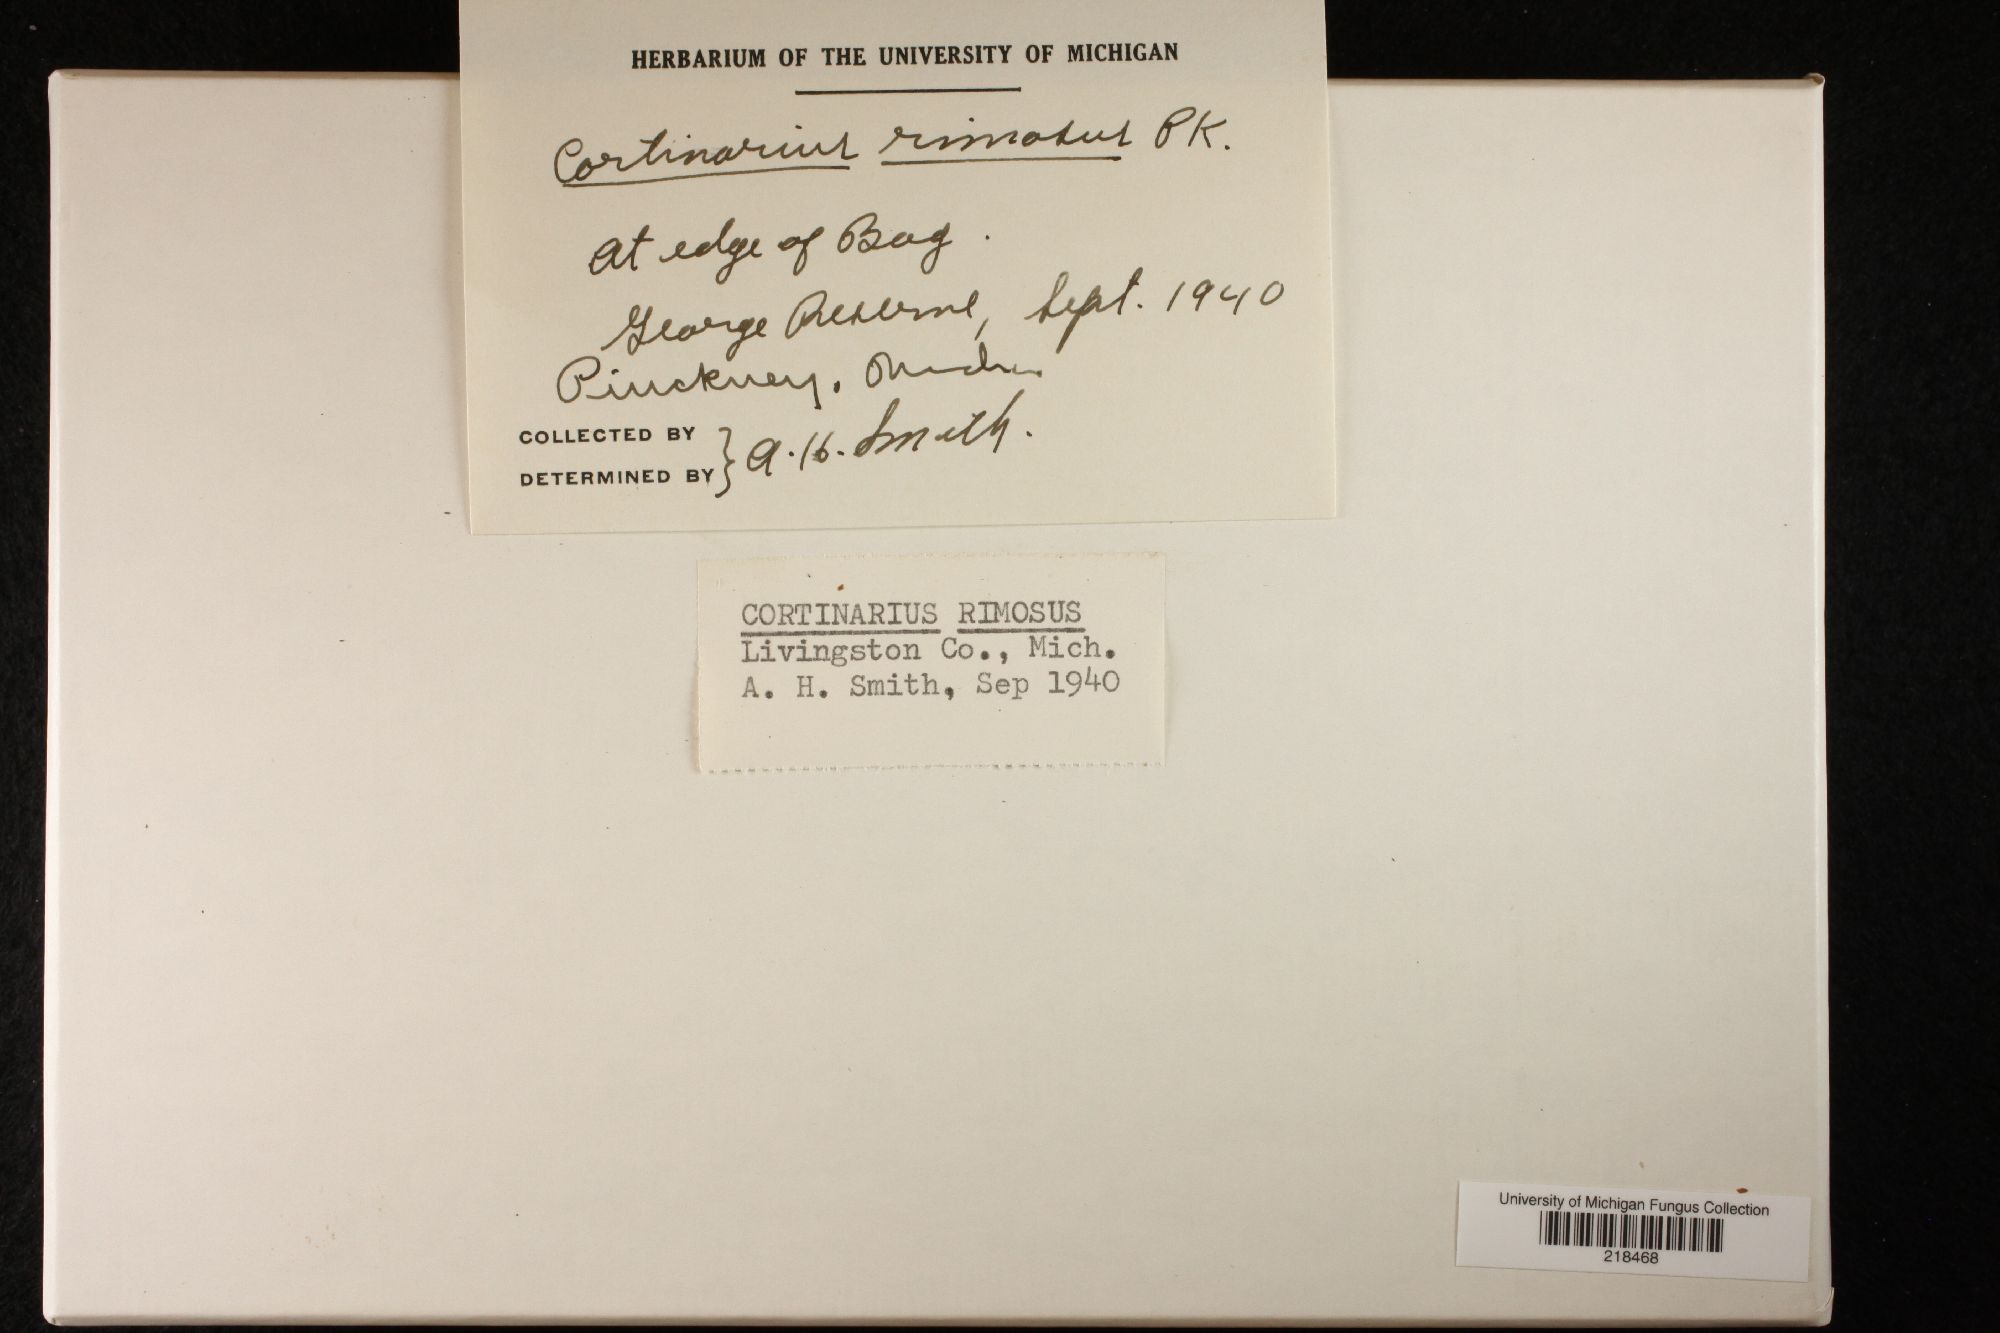 HERBARIUM OF THE UNIVERSITY OF MICHIGAN
Cortinarius rimosus PK.
At edge of Bog.
George Reserve, Sept. 1940
Pinckney, Mich.
COLLECTED BY
DETERMINED BY } A.H. Smith.
CORTINARIUS RIMOSUS
Livingston Co., Mich.
A. H. Smith, Sep 1940
University of Michigan Fungus Collection
218468